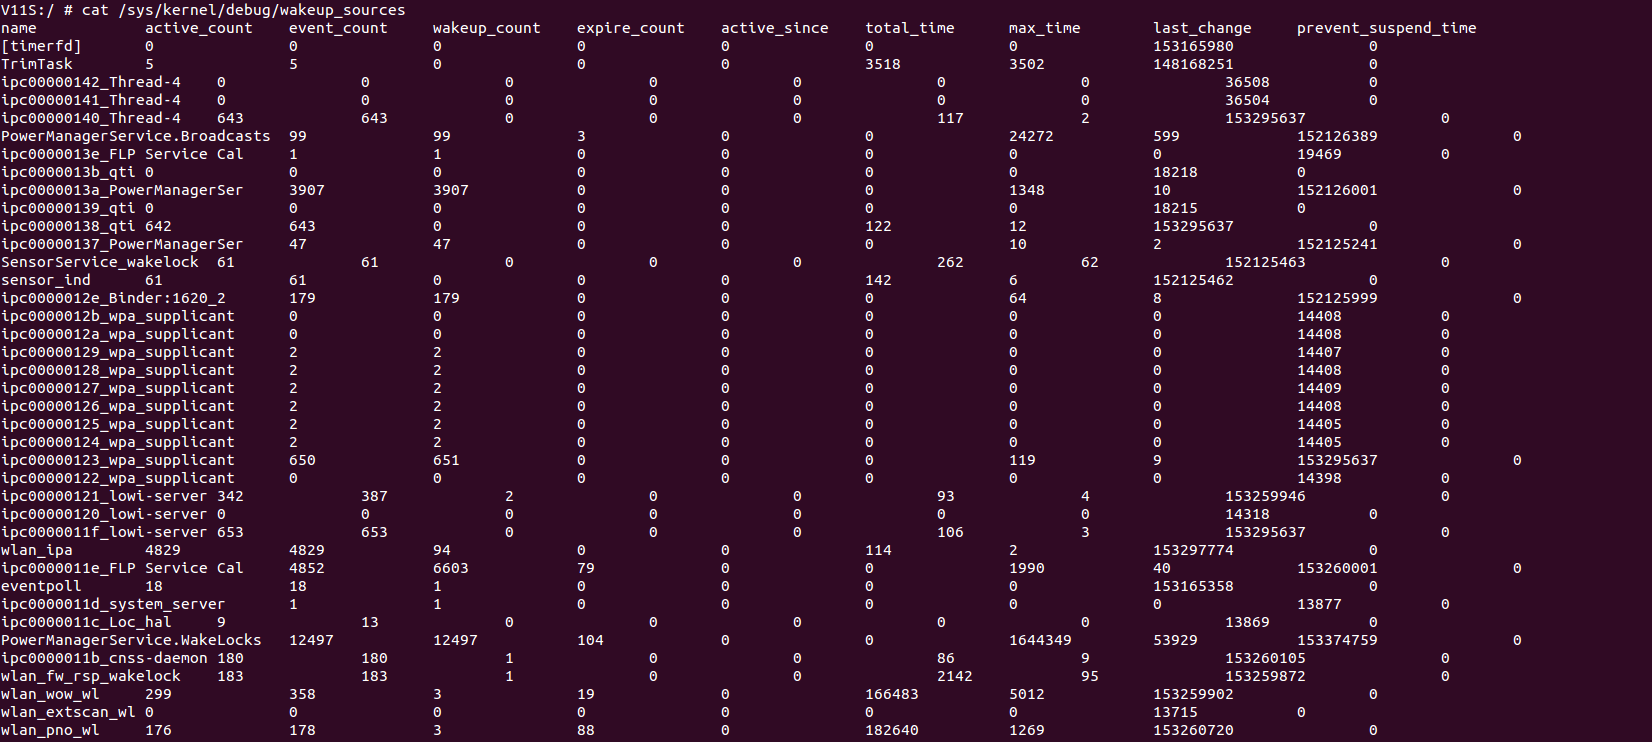 V11S:/ # cat /sys/kernel/debug/wakeup_sources
name active_count event_count wakeup_count expire_count active_since total_time max_time last_change prevent_suspend_time
[timerfd] 0 0 0 0 0 0 0 153165980 0
TrimTask 5 5 0 0 0 3518 3502 148168251 0
ipc00000142_Thread-4 0 0 0 0 0 0 0 36508 0
ipc00000141_Thread-4 0 0 0 0 0 0 0 36504 0
ipc00000140_Thread-4 643 643 0 0 0 117 2 153295637 0
PowerManagerService.Broadcasts 99 99 3 0 0 24272 599 152126389 0
ipc0000013e_FLP Service Cal 1 1 0 0 0 0 0 19469 0
ipc0000013b_qti 0 0 0 0 0 0 0 18218 0
ipc0000013a_PowerManagerSer 3907 3907 0 0 0 1348 10 152126001 0
ipc00000139_qti 0 0 0 0 0 0 0 18215 0
ipc00000138_qti 642 643 0 0 0 122 12 153295637 0
ipc00000137_PowerManagerSer 47 47 0 0 0 10 2 152125241 0
SensorService_wakelock 61 61 0 0 0 262 62 152125463 0
sensor_ind 61 61 0 0 0 142 6 152125462 0
ipc0000012e_Binder:1620_2 179 179 0 0 0 64 8 152125999 0
ipc0000012b_wpa_supplicant 0 0 0 0 0 0 0 14408 0
ipc0000012a_wpa_supplicant 0 0 0 0 0 0 0 14408 0
ipc00000129_wpa_supplicant 2 2 0 0 0 0 0 14407 0
ipc00000128_wpa_supplicant 2 2 0 0 0 0 0 14408 0
ipc00000127_wpa_supplicant 2 2 0 0 0 0 0 14409 0
ipc00000126_wpa_supplicant 2 2 0 0 0 0 0 14408 0
ipc00000125_wpa_supplicant 2 2 0 0 0 0 0 14405 0
ipc00000124_wpa_supplicant 2 2 0 0 0 0 0 14405 0
ipc00000123_wpa_supplicant 650 651 0 0 0 119 9 153295637 0
ipc00000122_wpa_supplicant 0 0 0 0 0 0 0 14398 0
ipc00000121_lowi-server 342 387 2 0 0 93 4 153259946 0
ipc00000120_lowi-server 0 0 0 0 0 0 0 14318 0
ipc0000011f_lowi-server 653 653 0 0 0 106 3 153295637 0
wlan_ipa 4829 4829 94 0 0 114 2 153297774 0
ipc0000011e_FLP Service Cal 4852 6603 79 0 0 1990 40 153260001 0
eventpoll 18 18 1 0 0 0 0 153165358 0
ipc0000011d_system_server 1 1 0 0 0 0 0 13877 0
ipc0000011c_Loc_hal 9 13 0 0 0 0 0 13869 0
PowerManagerService.WakeLocks 12497 12497 104 0 0 1644349 53929 153374759 0
ipc0000011b_cnss-daemon 180 180 1 0 0 86 9 153260105 0
wlan_fw_rsp_wakelock 183 183 1 0 0 2142 95 153259872 0
wlan_wow_wl 299 358 3 19 0 166483 5012 153259902 0
wlan_extscan_wl 0 0 0 0 0 0 0 13715 0
wlan_pno_wl 176 178 3 88 0 182640 1269 153260720 0